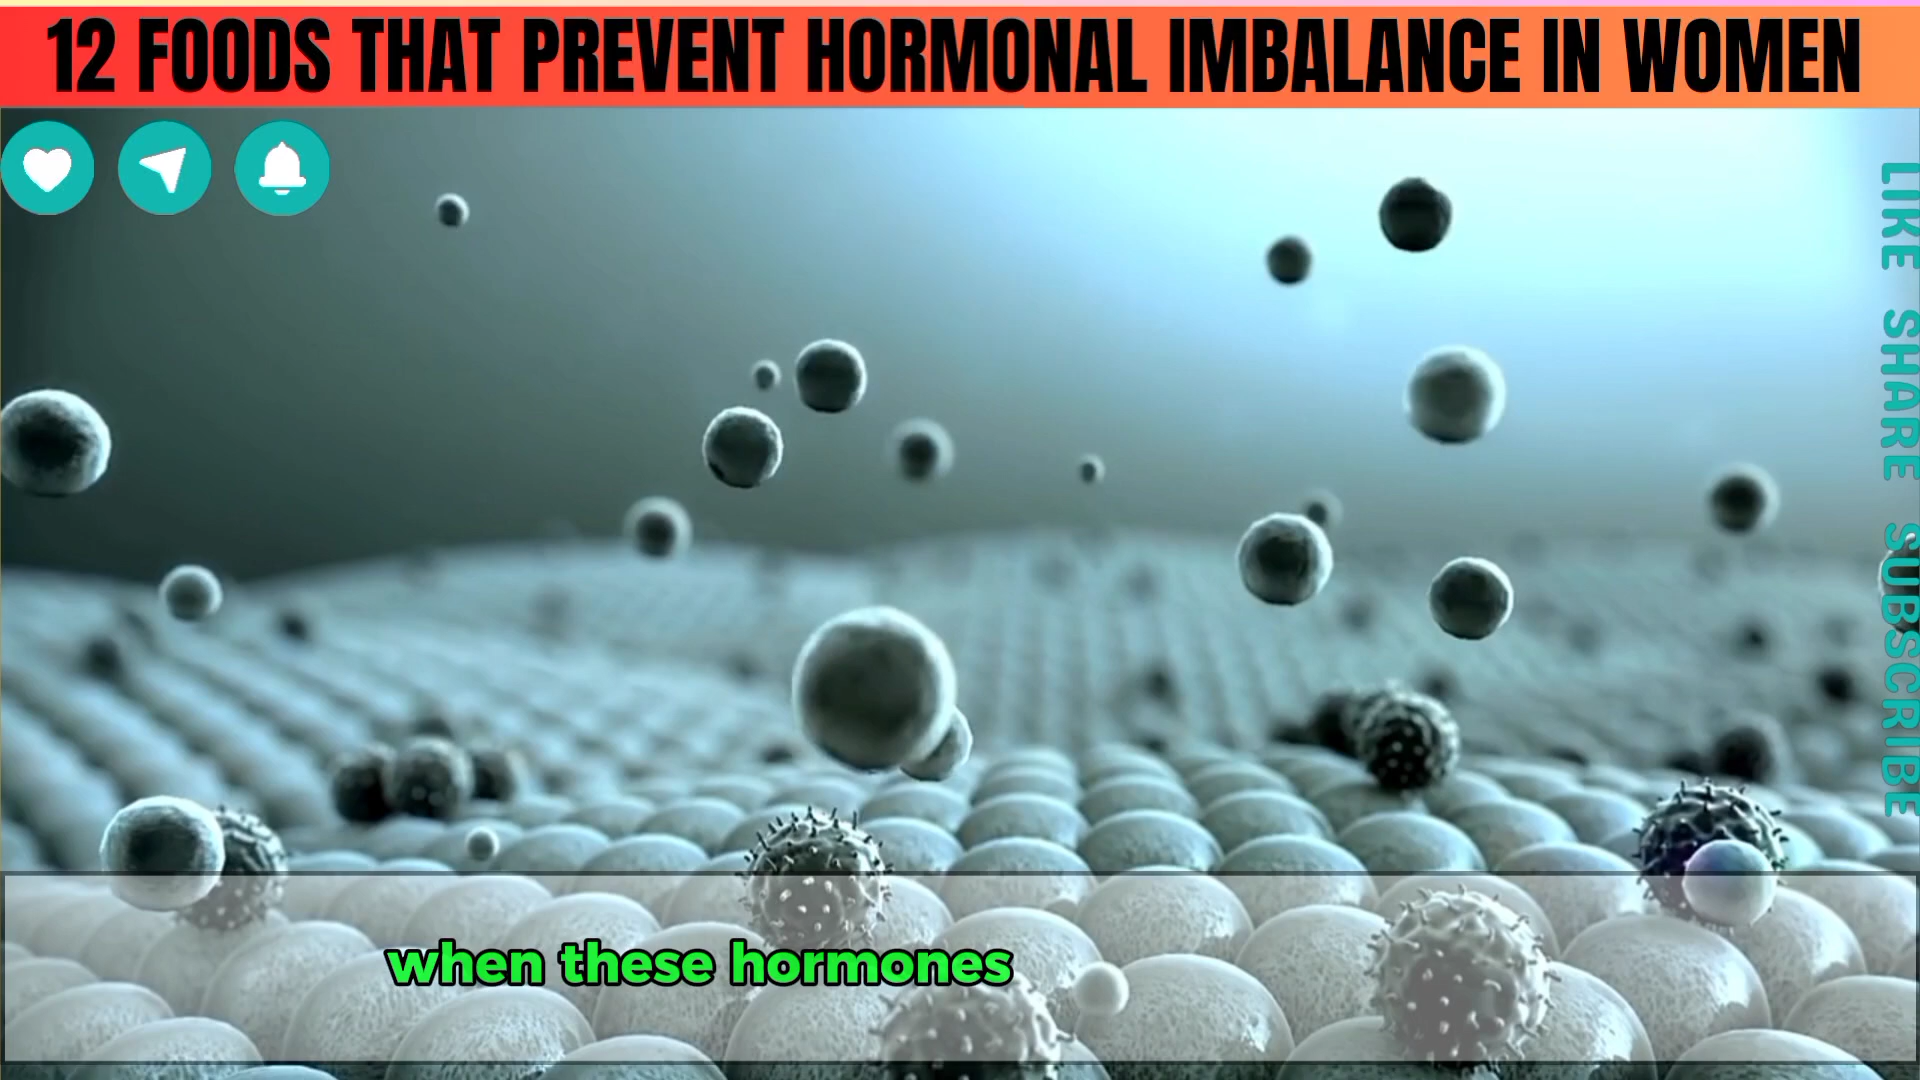 12 FOODS THAT PREVENT HORMONAL IMBALANCE IN WOMEN
LIKE SHARE SUBSCRIBE
when these hormones